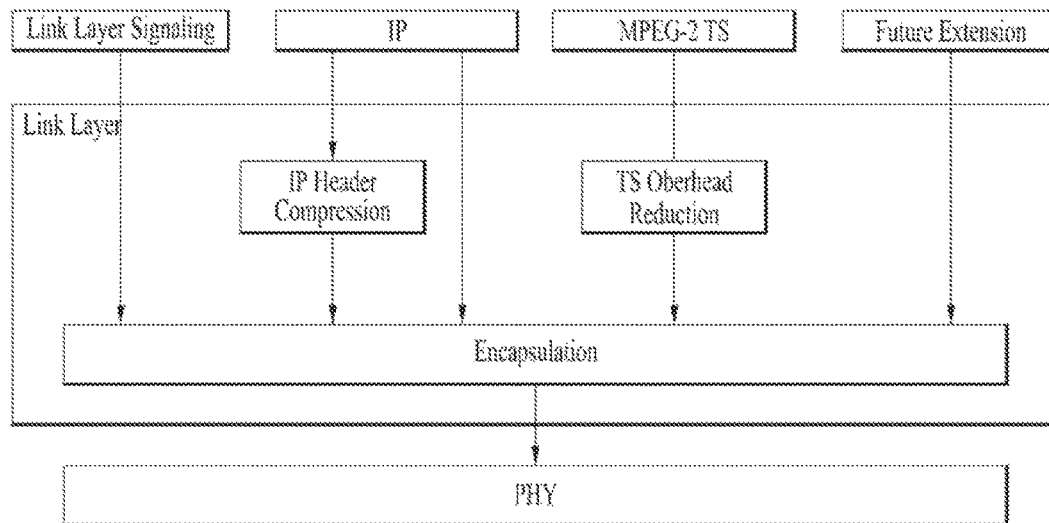 Link Layer Signaling
IP
MPEG-2 TS
Future Extension
Link Layer
IP Header
Compression
TS Oberhead
Reduction
Encapsulation
PHY